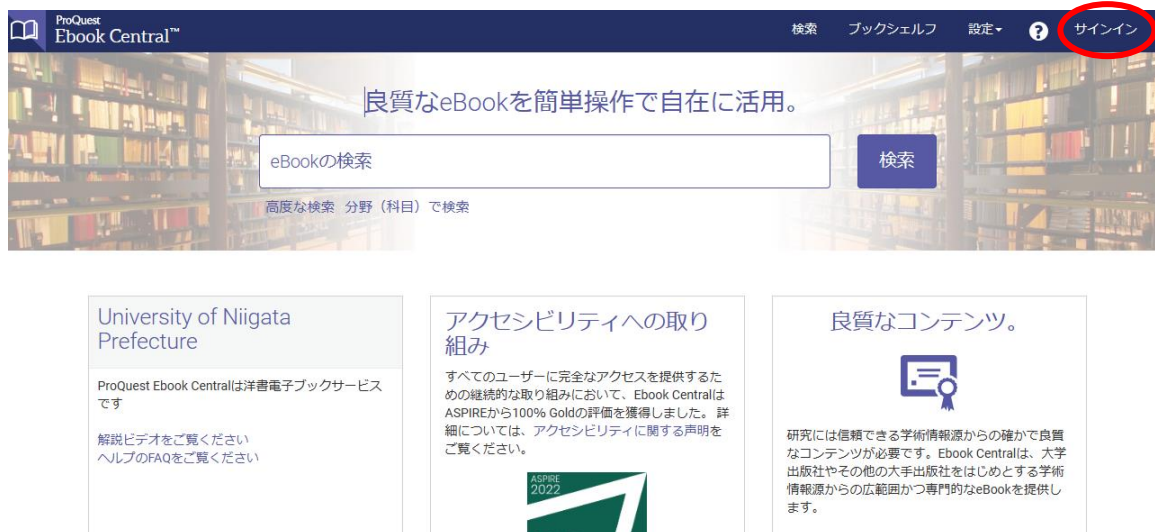 ProQuest
Ebook Central™
検索 ブックシェルフ 設定 ? サインイン
良質なeBookを簡単操作で自在に活用。
eBookの検索
検索
高度な検索 分野（科目）で検索
University of Niigata
Prefecture
ProQuest Ebook Centralは洋書電子ブックサービス
です
解説ビデオをご覧ください
ヘルプのFAQをご覧ください
アクセシビリティへの取り
組み
すべてのユーザーに完全なアクセスを提供するた
めの継続的な取り組みにおいて、Ebook Centralは
ASPIREから100% Goldの評価を獲得しました。 詳
細については、アクセシビリティに関する声明を
ご覧ください。
ASPIRE
2022
良質なコンテンツ。
研究には信頼できる学術情報源からの確かで良質
なコンテンツが必要です。Ebook Centralは、大学
出版社やその他の大手出版社をはじめとする学術
情報源からの広範囲かつ専門的なeBookを提供し
ます。